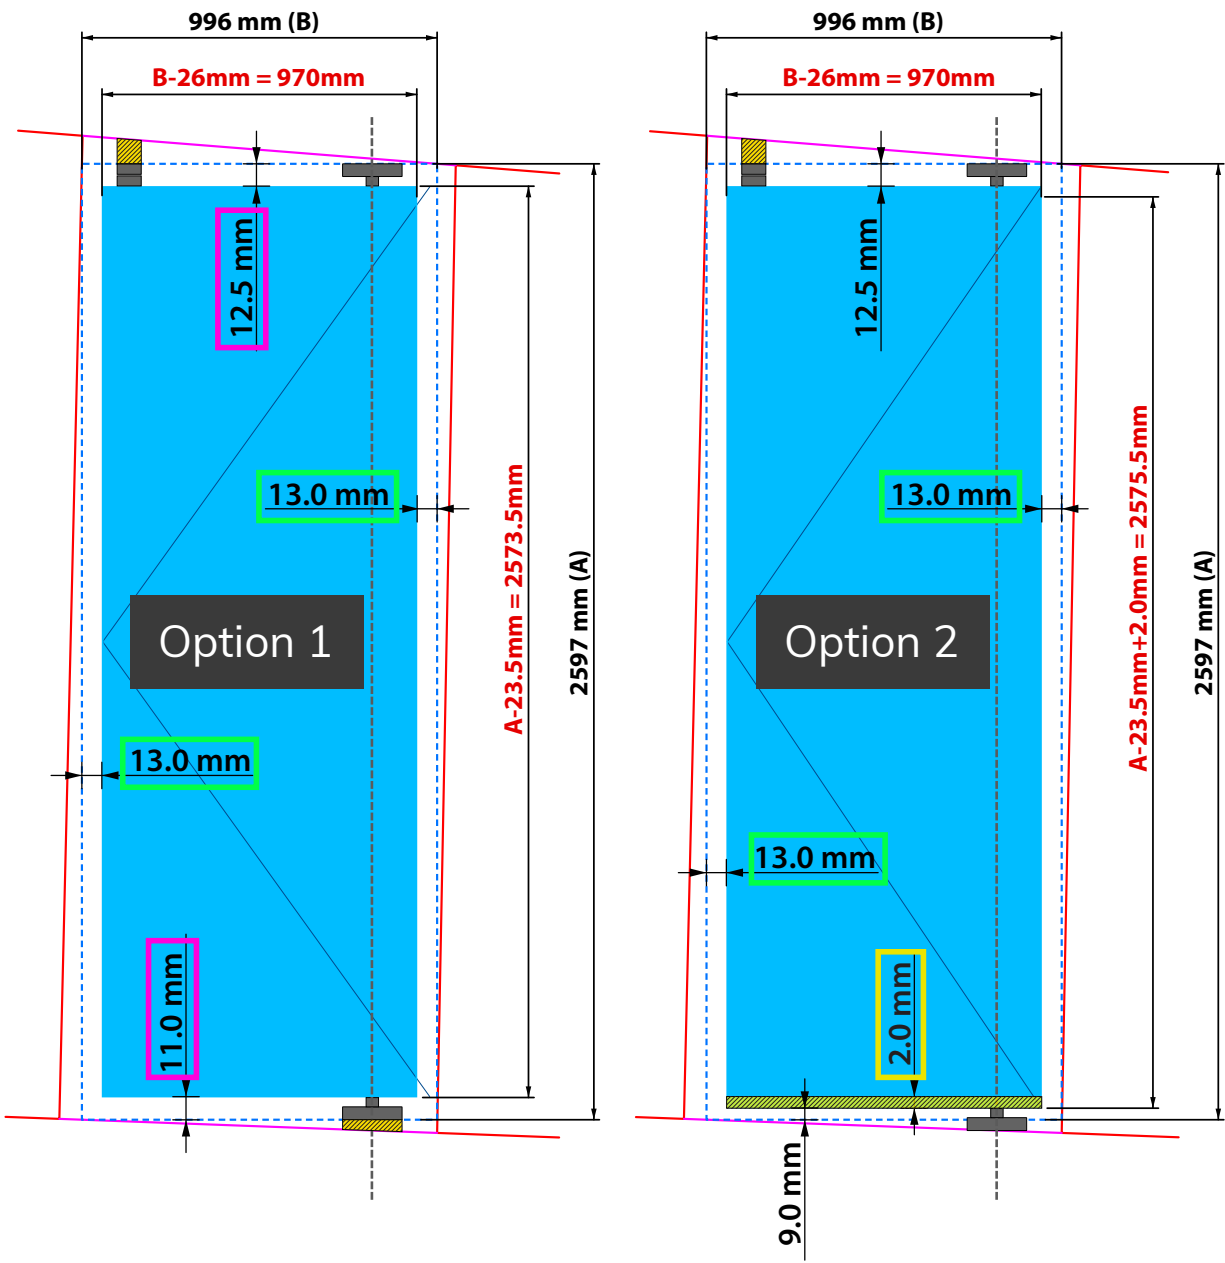 996 mm (B)
B-26mm = 970mm
12.5 mm
13.0 mm
A-23.5mm = 2573.5mm
2597 mm (A)
Option 1
13.0 mm
11.0 mm
996 mm (B)
B-26mm = 970mm
12.5 mm
13.0 mm
A-23.5mm+2.0mm = 2575.5mm
2597 mm (A)
Option 2
13.0 mm
2.0 mm
9.0 mm